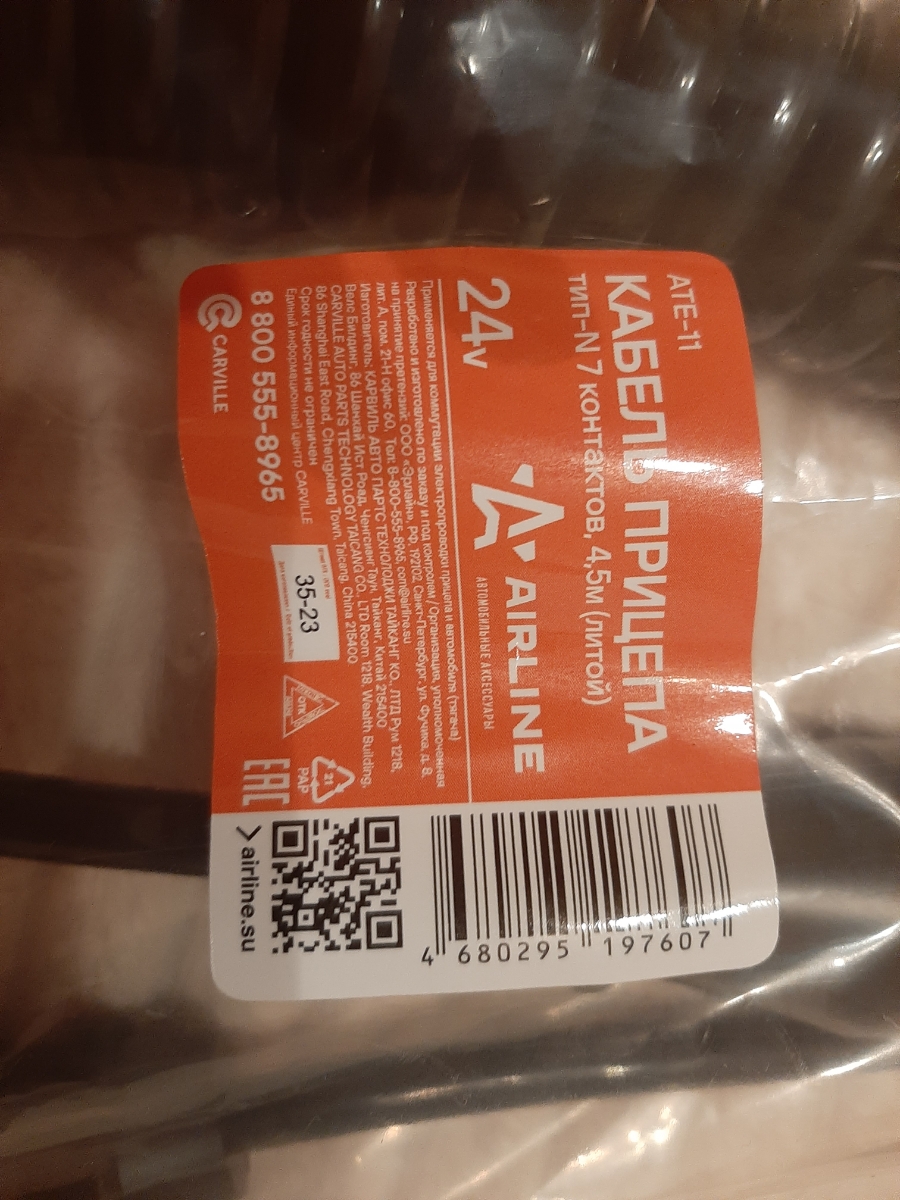 ATE-11
КАБЕЛЬ ПРИЦЕПА
ТИП-N 7 КОНТАКТОВ, 4,5М (ЛИТОЙ)
24V
AIRLINE
АВТОМОБИЛЬНЫЕ АКСЕССУАРЫ
Применяется для коммутации электропроводки прицепа и автомобиля (тягача)
Разработано и изготовлено по заказу и под контролем / Организация, уполномоченная
на принятие претензий: ООО «Эрлайн», РФ, 192102, Санкт-Петербург, ул. Фучика, д. 8,
лит. А, пом. 21-Н офис 60, Тел: 8-800-555-8965, com@airline.su
Изготовитель: КАРВИЛЬ АВТО ПАРТС ТЕХНОЛОДЖИ ТАЙКАНГ КО., ЛТД Рум 1218,
Велс Билдинг, 86 Шанхай Ист Роад, Ченгсианг Таун, Тайканг, Китай 215400
CARVILLE AUTO PARTS TECHNOLOGY TAICANG CO., LTD Room 1218, Wealth Building,
86 Shanghai East Road, Chengxiang Town, Taicang, China 215400
Срок годности не ограничен
Единый информационный центр CARVILLE
8 800 555-8965
CARVILLE
35-23
ОТК
21
PAP
EAC
4 680295 197607
airline.su